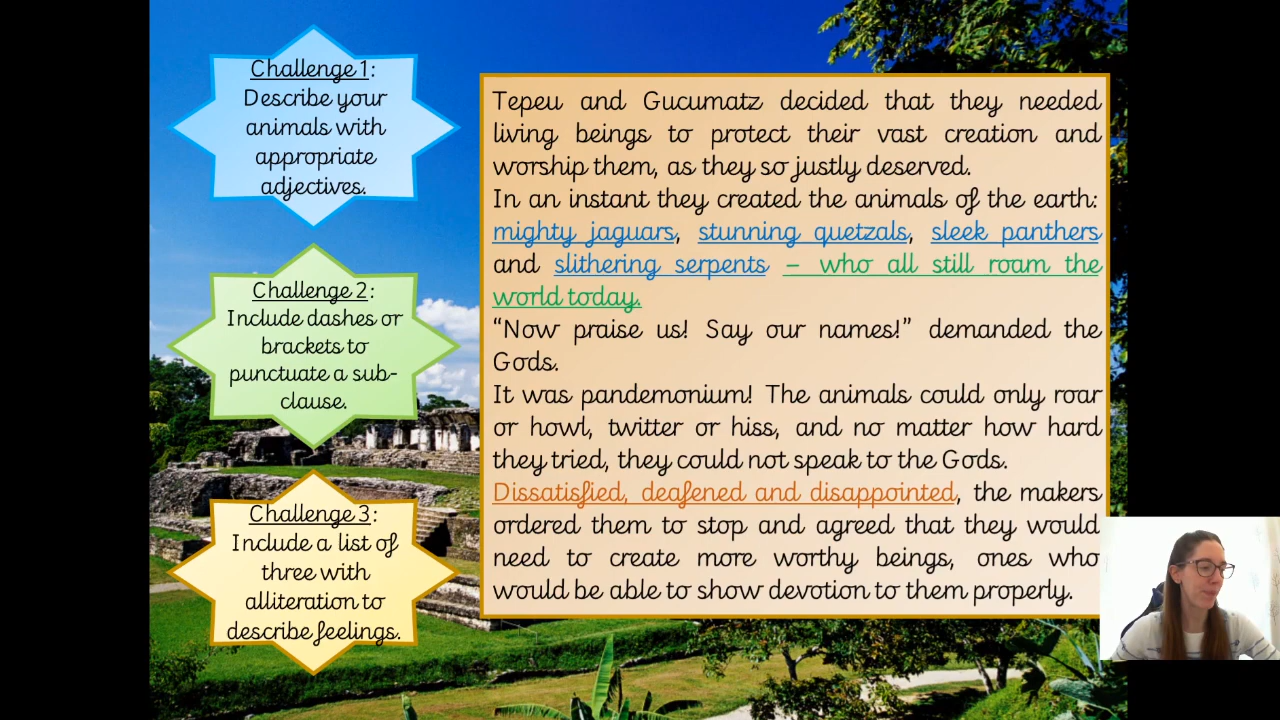 Challenge 1:
Describe your
animals with
appropriate
adjectives.
Challenge 2:
Include dashes or
brackets to
punctuate a sub-
clause.
Challenge 3:
Include a list of
three with
alliteration to
describe feelings.
Tepeu and Gucumatz decided that they needed
living beings to protect their vast creation and
worship them, as they so justly deserved.
In an instant they created the animals of the earth:
mighty jaguars, stunning quetzals, sleek panthers
and slithering serpents – who all still roam the
world today.
“Now praise us! Say our names!” demanded the
Gods.
It was pandemonium! The animals could only roar
or howl, twitter or hiss, and no matter how hard
they tried, they could not speak to the Gods.
Dissatisfied, deafened and disappointed, the makers
ordered them to stop and agreed that they would
need to create more worthy beings, ones who
would be able to show devotion to them properly.